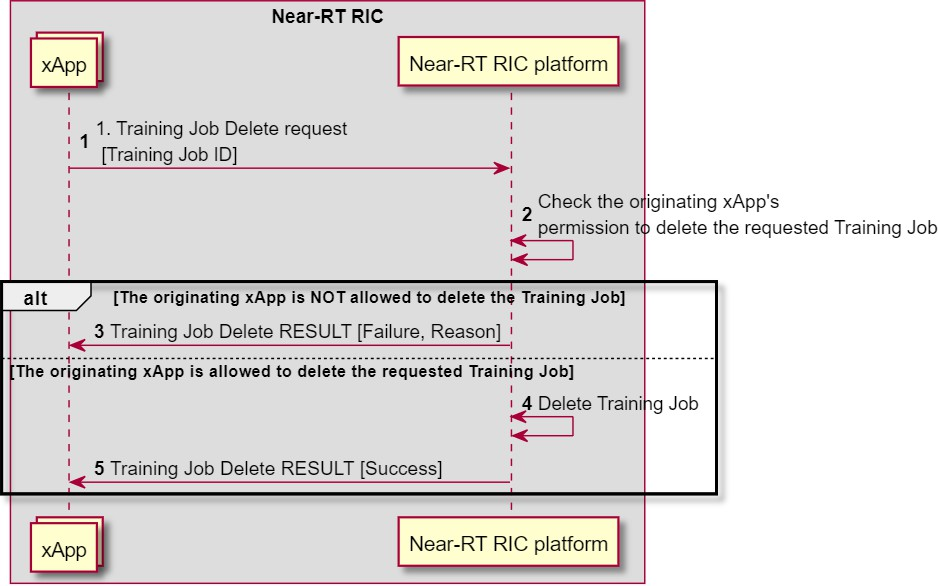 Near-RT RIC
xApp
Near-RT RIC platform
1 1. Training Job Delete request
[Training Job ID]
2 Check the originating xApp's
permission to delete the requested Training Job
alt [The originating xApp is NOT allowed to delete the Training Job]
3 Training Job Delete RESULT [Failure, Reason]
[The originating xApp is allowed to delete the requested Training Job]
4 Delete Training Job
5 Training Job Delete RESULT [Success]
xApp
Near-RT RIC platform